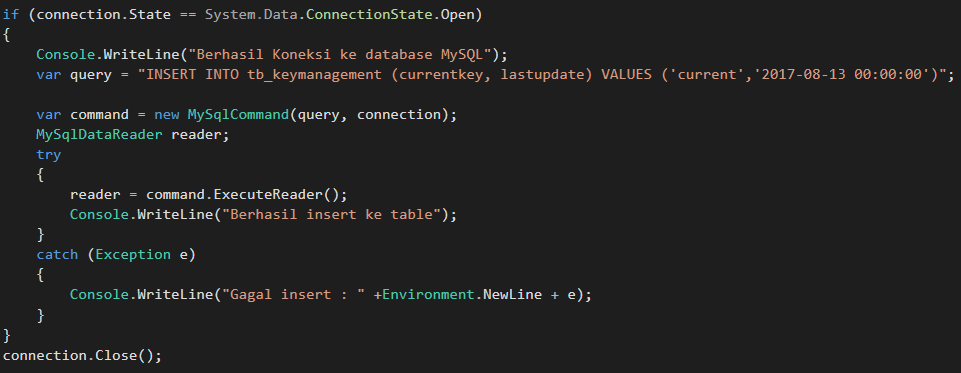 if (connection.State == System.Data.ConnectionState.Open)
{
    Console.WriteLine("Berhasil Koneksi ke database MySQL");
    var query = "INSERT INTO tb_keymanagement (currentkey, lastupdate) VALUES ('current','2017-08-13 00:00:00')";

    var command = new MySqlCommand(query, connection);
    MySqlDataReader reader;
    try
    {
        reader = command.ExecuteReader();
        Console.WriteLine("Berhasil insert ke table");
    }
    catch (Exception e)
    {
        Console.WriteLine("Gagal insert : " +Environment.NewLine + e);
    }
}
connection.Close();